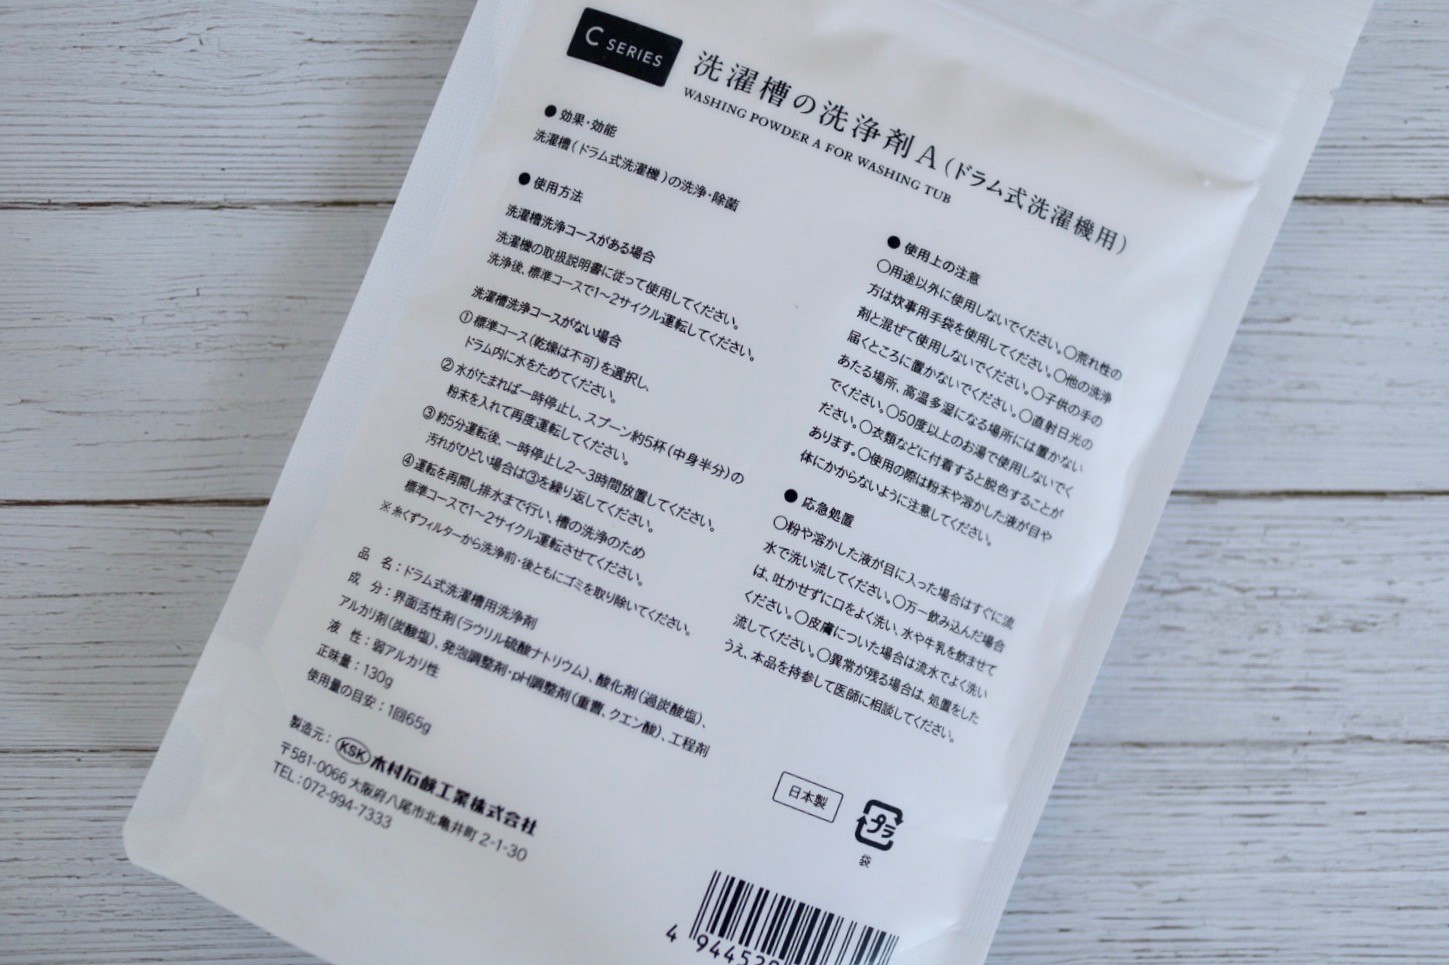 C SERIES
洗濯槽の洗浄剤A(ドラム式洗濯機用)
WASHING POWDER A FOR WASHING TUB
●効果・効能
洗濯槽(ドラム式洗濯機)の洗浄・除菌
●使用方法
洗濯槽洗浄コースがある場合
洗濯機の取扱説明書に従って使用してください。
洗浄後、標準コースで1〜2サイクル運転してください。
洗濯槽洗浄コースがない場合
①標準コース(乾燥は不可)を選択し、
ドラム内に水をためてください。
②水がたまれば一時停止し、スプーン約5杯(中身半分)の
粉末を入れて再度運転してください。
③約5分運転後、一時停止し2〜3時間放置してください。
汚れがひどい場合は③を繰り返してください。
④運転を再開し排水まで行い、槽の洗浄のため
標準コースで1〜2サイクル運転させてください。
※糸くずフィルターから洗浄前・後ともにゴミを取り除いてください。
品 名:ドラム式洗濯槽用洗浄剤
成 分:界面活性剤(ラウリル硫酸ナトリウム)、酸化剤(過炭酸塩)、
アルカリ剤(炭酸塩)、発泡調整剤・pH調整剤(重曹、クエン酸)、工程剤
液 性:弱アルカリ性
正味量:130g
使用量の目安:1回65g
製造元:KSK 木村石鹸工業株式会社
〒581-0066 大阪府八尾市北亀井町 2-1-30
TEL:072-994-7333
●使用上の注意
○用途以外に使用しないでください。○荒れ性の
方は炊事用手袋を使用してください。○他の洗浄
剤と混ぜて使用しないでください。○子供の手の
届くところに置かないでください。○直射日光の
あたる場所、高温多湿になる場所には置かない
でください。○50度以上のお湯で使用しないでく
ださい。○衣類などに付着すると脱色することが
あります。○使用の際は粉末や溶かした液が目や
体にかからないように注意してください。
●応急処置
○粉や溶かした液が目に入った場合はすぐに流
水で洗い流してください。○万一飲み込んだ場合
は、吐かせずに口をよく洗い、水や牛乳を飲ませて
ください。○皮膚についた場合は流水でよく洗い
流してください。○異常が残る場合は、処置をした
うえ、本品を持参して医師に相談してください。
日本製
プラ
袋
4 944520